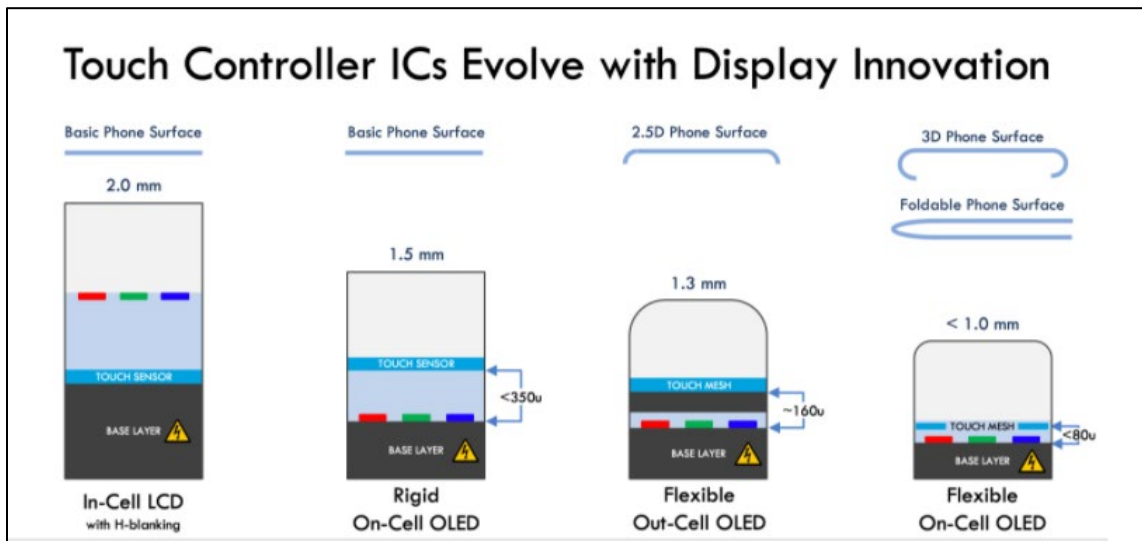 Touch Controller ICs Evolve with Display Innovation
Basic Phone Surface
2.0 mm
TOUCH SENSOR
BASE LAYER
In-Cell LCD
with H-blanking
Basic Phone Surface
1.5 mm
TOUCH SENSOR
<350u
BASE LAYER
Rigid
On-Cell OLED
2.5D Phone Surface
1.3 mm
TOUCH MESH
~160u
BASE LAYER
Flexible
Out-Cell OLED
3D Phone Surface
Foldable Phone Surface
< 1.0 mm
TOUCH MESH
<80u
BASE LAYER
Flexible
On-Cell OLED